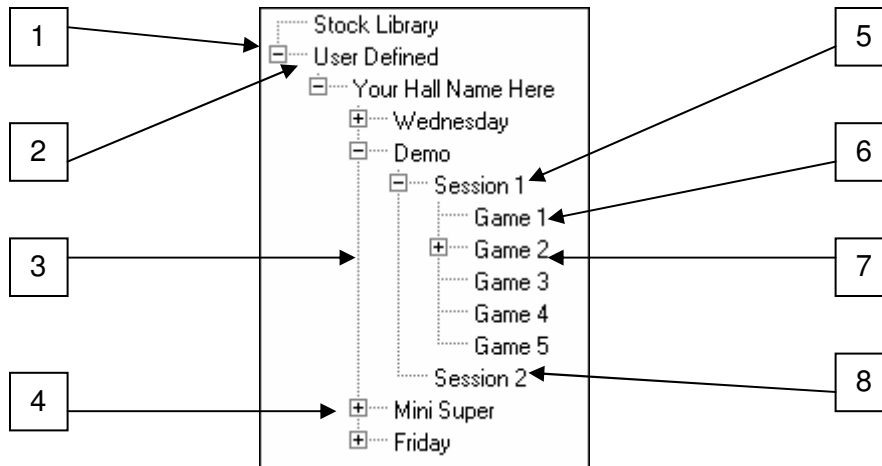 1
2
3
4
Stock Library
User Defined
Your Hall Name Here
Wednesday
Demo
Session 1
Game 1
Game 2
Game 3
Game 4
Game 5
Session 2
Mini Super
Friday
5
6
7
8